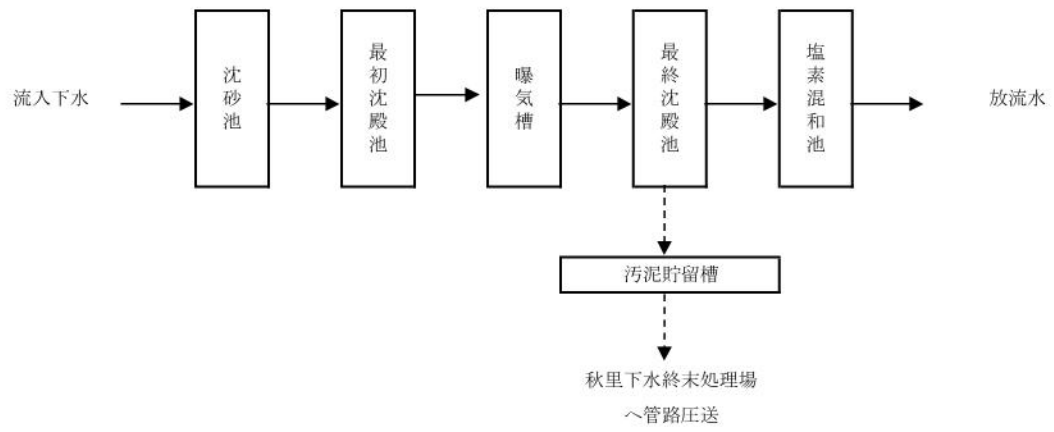 流入下水
沈砂池
最初沈殿池
曝気槽
最終沈殿池
塩素混和池
放流水
汚泥貯留槽
秋里下水終末処理場
へ管路圧送